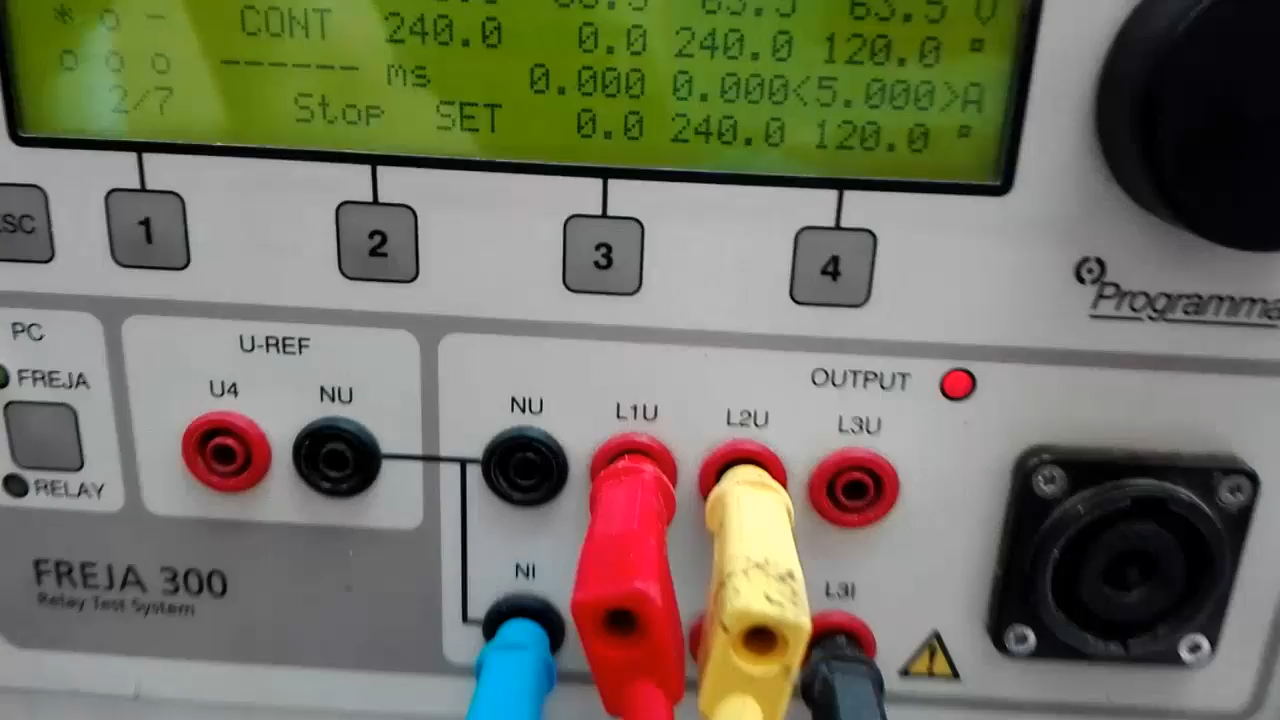 63.5 V
CONT 240.0 0.0 240.0 120.0 °
------ ms 0.000 0.000<5.000>A
2/7 Stop SET 0.0 240.0 120.0 °
1 2 3 4
PC
FREJA
RELAY
U-REF
U4 NU
NU L1U L2U L3U
OUTPUT
NI L3I
FREJA 300
Relay Test System